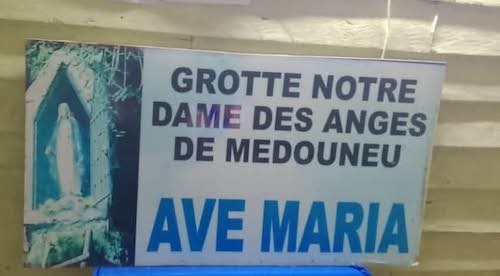 GROTTE NOTRE
DAME DES ANGES
DE MEDOUNEU
AVE MARIA